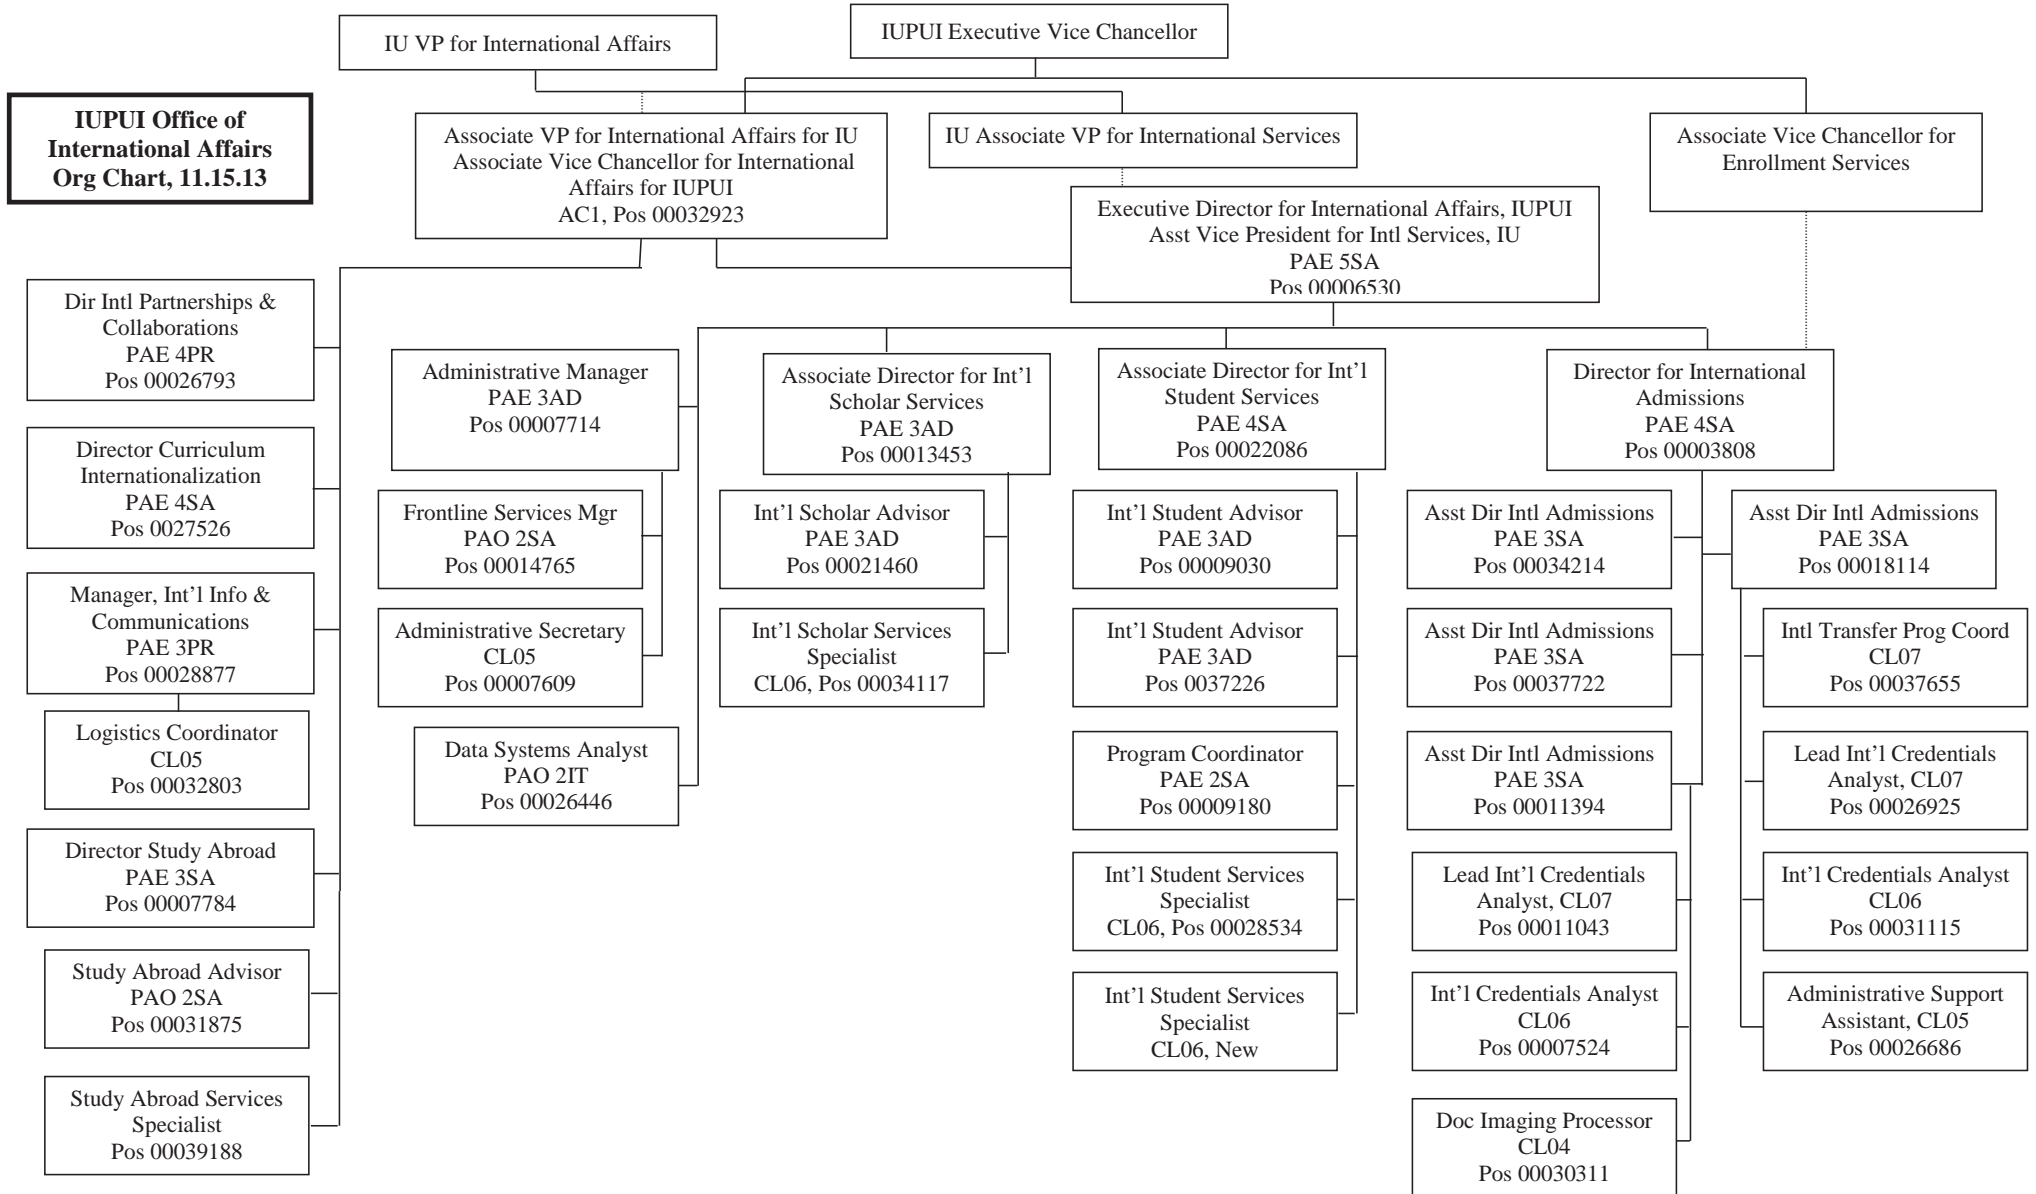 IU VP for International Affairs
IUPUI Executive Vice Chancellor
IUPUI Office of
International Affairs
Org Chart, 11.15.13
Associate VP for International Affairs for IU
Associate Vice Chancellor for International
Affairs for IUPUI
AC1, Pos 00032923
IU Associate VP for International Services
Associate Vice Chancellor for
Enrollment Services
Executive Director for International Affairs, IUPUI
Asst Vice President for Intl Services, IU
PAE 5SA
Pos 00006530
Dir Intl Partnerships &
Collaborations
PAE 4PR
Pos 00026793
Director Curriculum
Internationalization
PAE 4SA
Pos 0027526
Manager, Int’l Info &
Communications
PAE 3PR
Pos 00028877
Logistics Coordinator
CL05
Pos 00032803
Director Study Abroad
PAE 3SA
Pos 00007784
Study Abroad Advisor
PAO 2SA
Pos 00031875
Study Abroad Services
Specialist
Pos 00039188
Administrative Manager
PAE 3AD
Pos 00007714
Frontline Services Mgr
PAO 2SA
Pos 00014765
Administrative Secretary
CL05
Pos 00007609
Data Systems Analyst
PAO 2IT
Pos 00026446
Associate Director for Int’l
Scholar Services
PAE 3AD
Pos 00013453
Int’l Scholar Advisor
PAE 3AD
Pos 00021460
Int’l Scholar Services
Specialist
CL06, Pos 00034117
Associate Director for Int’l
Student Services
PAE 4SA
Pos 00022086
Int’l Student Advisor
PAE 3AD
Pos 00009030
Int’l Student Advisor
PAE 3AD
Pos 0037226
Program Coordinator
PAE 2SA
Pos 00009180
Int’l Student Services
Specialist
CL06, Pos 00028534
Int’l Student Services
Specialist
CL06, New
Director for International
Admissions
PAE 4SA
Pos 00003808
Asst Dir Intl Admissions
PAE 3SA
Pos 00034214
Asst Dir Intl Admissions
PAE 3SA
Pos 00037722
Asst Dir Intl Admissions
PAE 3SA
Pos 00011394
Lead Int’l Credentials
Analyst, CL07
Pos 00011043
Int’l Credentials Analyst
CL06
Pos 00007524
Doc Imaging Processor
CL04
Pos 00030311
Asst Dir Intl Admissions
PAE 3SA
Pos 00018114
Intl Transfer Prog Coord
CL07
Pos 00037655
Lead Int’l Credentials
Analyst, CL07
Pos 00026925
Int’l Credentials Analyst
CL06
Pos 00031115
Administrative Support
Assistant, CL05
Pos 00026686